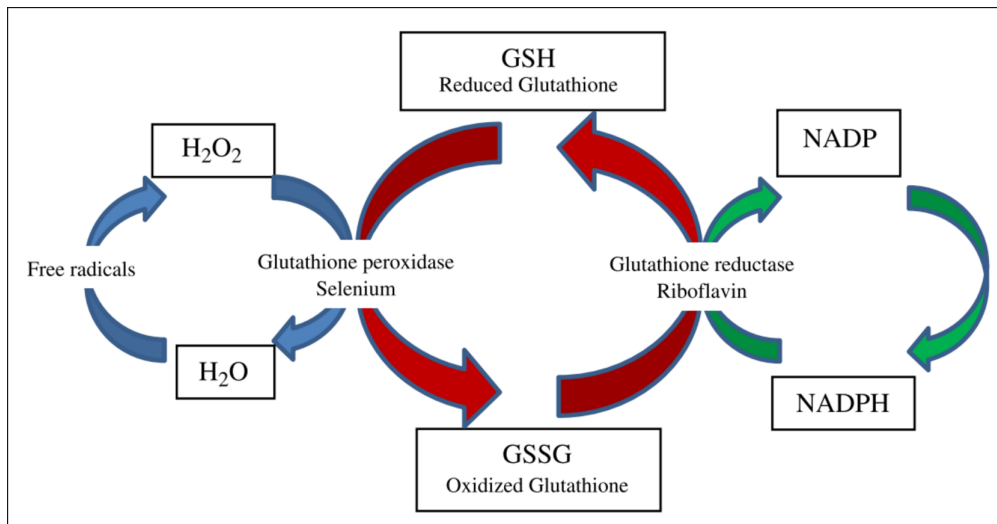 GSH
Reduced Glutathione
H₂O₂
NADP
Free radicals
Glutathione peroxidase
Selenium
Glutathione reductase
Riboflavin
H₂O
NADPH
GSSG
Oxidized Glutathione